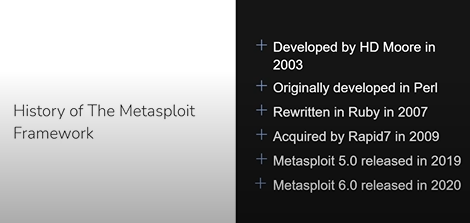 History of The Metasploit
Framework
+ Developed by HD Moore in
2003
+ Originally developed in Perl
+ Rewritten in Ruby in 2007
+ Acquired by Rapid7 in 2009
+ Metasploit 5.0 released in 2019
+ Metasploit 6.0 released in 2020